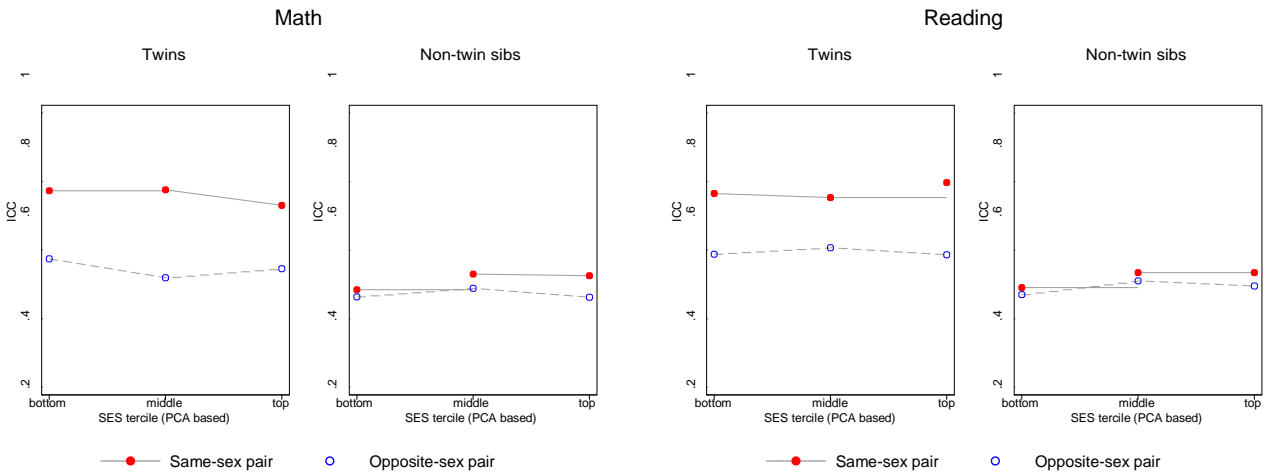 Math
Reading
Twins
Non-twin sibs
Twins
Non-twin sibs
ICC
.2 .4 .6 .8 1
bottom middle top
SES tercile (PCA based)
ICC
.2 .4 .6 .8 1
bottom middle top
SES tercile (PCA based)
ICC
.2 .4 .6 .8 1
bottom middle top
SES tercile (PCA based)
ICC
.2 .4 .6 .8 1
bottom middle top
SES tercile (PCA based)
Same-sex pair Opposite-sex pair
Same-sex pair Opposite-sex pair